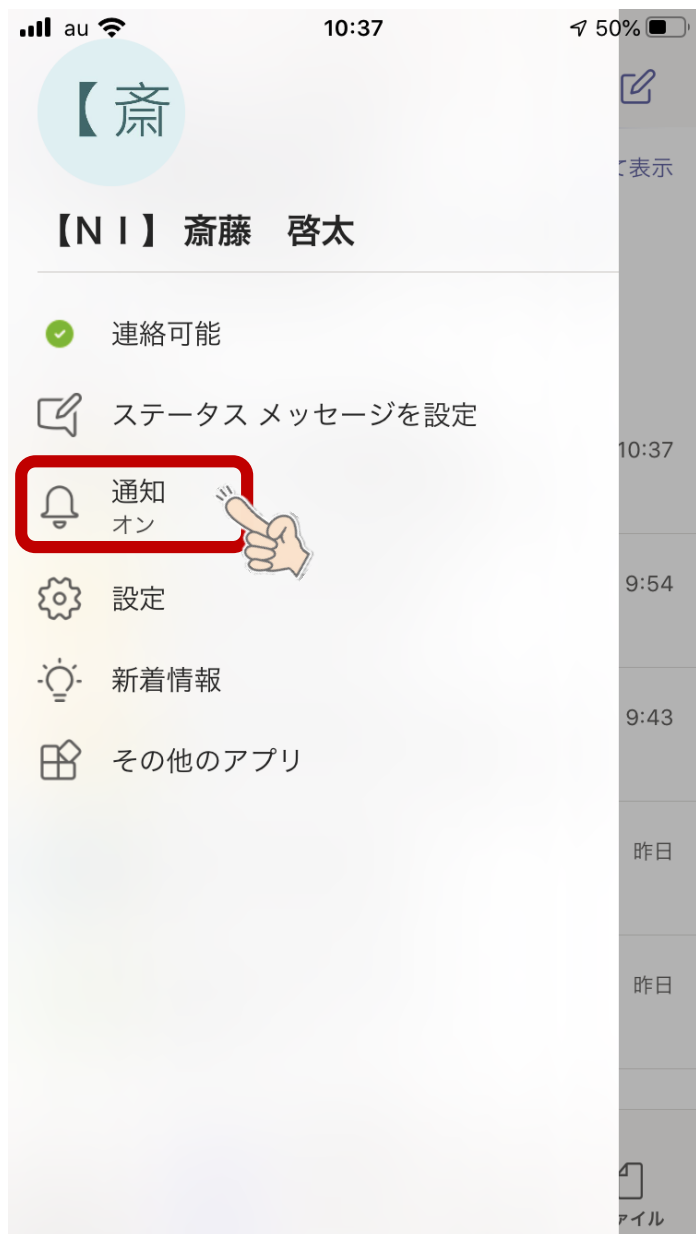 au 10:37 50%
【斎
て表示
【ＮＩ】 斎藤　啓太
連絡可能
ステータス メッセージを設定
10:37
通知
オン
9:54
設定
新着情報
9:43
その他のアプリ
昨日
昨日
ァイル